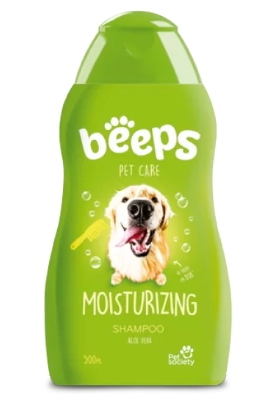 beeps
PET CARE
MOISTURIZING
SHAMPOO
ALOE VERA
500mL
Pet
Society